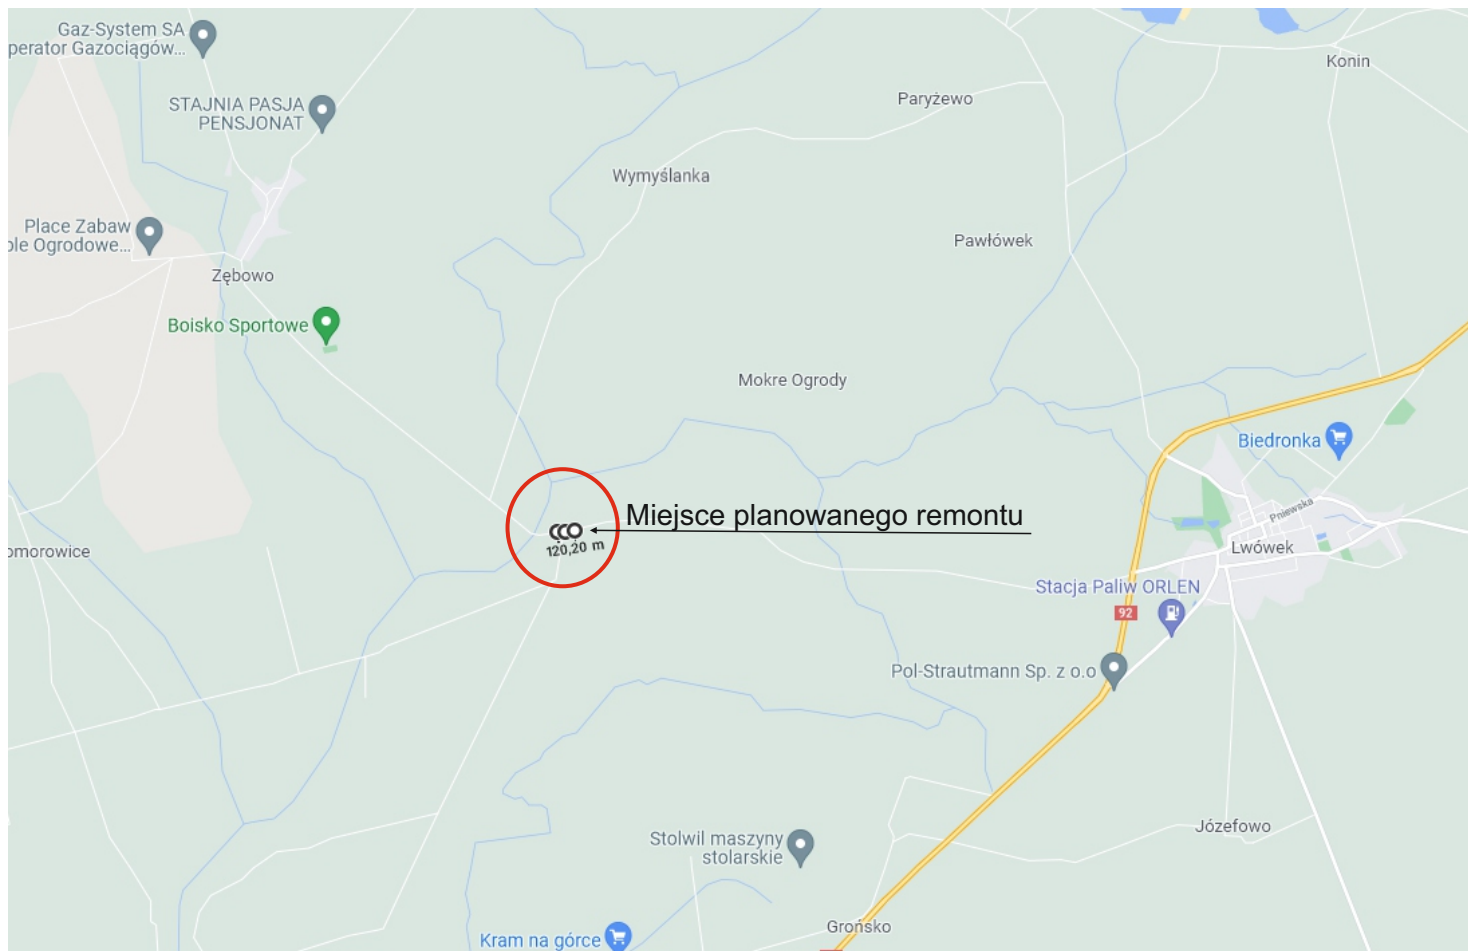 Gaz-System SA
perator Gazociągów...
Konin
STAJNIA PASJA
PENSJONAT
Paryżewo
Wymyślanka
Place Zabaw
ole Ogrodowe...
Pawłówek
Zębowo
Boisko Sportowe
Mokre Ogrody
Biedronka
Miejsce planowanego remontu
120,20 m
Pniewska
omorowice
Lwówek
Stacja Paliw ORLEN
92
Pol-Strautmann Sp. z o.o
Józefowo
Stolwil maszyny
stolarskie
Grońsko
Kram na górce